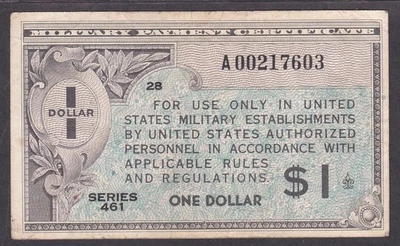 MILITARY PAYMENT CERTIFICATE
A00217603
28
1
DOLLAR
FOR USE ONLY IN UNITED
STATES MILITARY ESTABLISHMENTS
BY UNITED STATES AUTHORIZED
PERSONNEL IN ACCORDANCE WITH
APPLICABLE RULES
AND REGULATIONS.
SERIES
461
ONE DOLLAR
$1